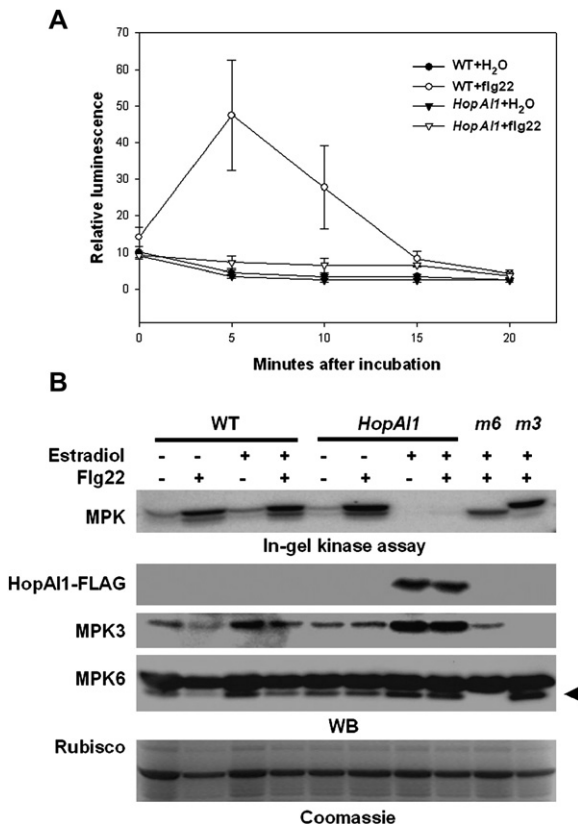 A
Relative luminescence
70
60
50
40
30
20
10
0
WT+H₂O
WT+flg22
HopAI1+H₂O
HopAI1+flg22
0 5 10 15 20
Minutes after incubation
B
WT HopAI1 m6 m3
Estradiol - - + + - - + + + +
Flg22 - + - + - + - + + +
MPK
In-gel kinase assay
HopAI1-FLAG
MPK3
MPK6
WB
Rubisco
Coomassie